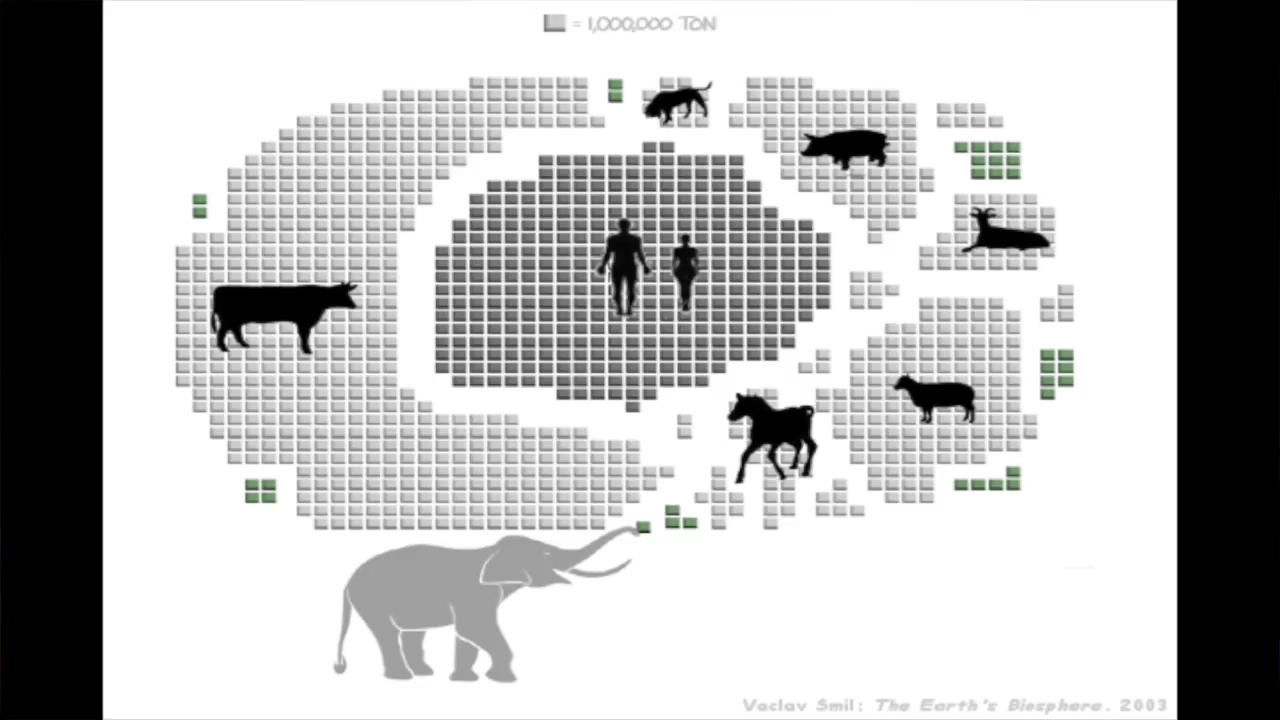 = 1,000,000 TON
Vaclav Smil: The Earth's Biosphere. 2003